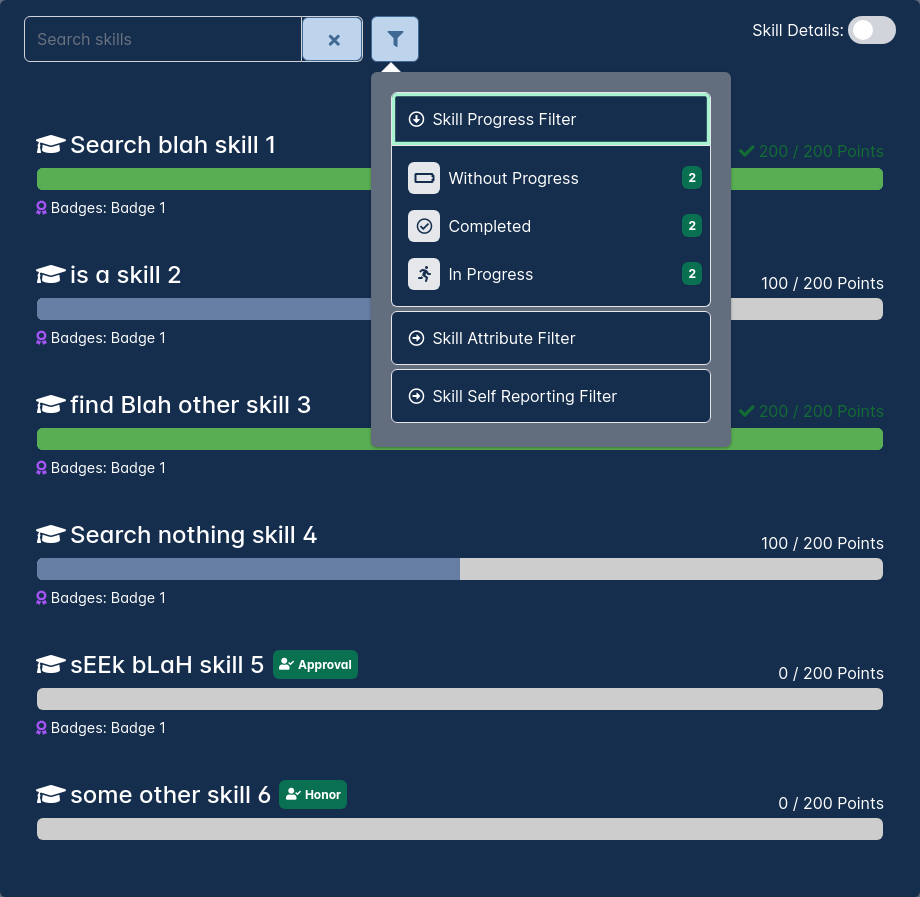 Search skills
Skill Details:
Skill Progress Filter
Without Progress 2
Completed 2
In Progress 2
Skill Attribute Filter
Skill Self Reporting Filter
Search blah skill 1
200 / 200 Points
Badges: Badge 1
is a skill 2
100 / 200 Points
Badges: Badge 1
find Blah other skill 3
200 / 200 Points
Badges: Badge 1
Search nothing skill 4
100 / 200 Points
Badges: Badge 1
sEEk bLaH skill 5 Approval
0 / 200 Points
Badges: Badge 1
some other skill 6 Honor
0 / 200 Points